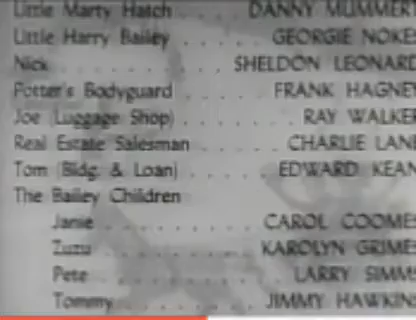 Little Marty Hatch . . . . DANNY MUMMER
Little Harry Bailey . . . . . GEORGIE NOKE
Nick . . . . . . . SHELDON LEONARD
Potter's Bodyguard . . . . . FRANK HAGNEY
Joe (Luggage Shop) . . . . . . RAY WALKER
Real Estate Salesman . . . . CHARLIE LANE
Tom (Bldg. & Loan) . . . . . EDWARD KEAN
The Bailey Children
Janie . . . . . . . CAROL COOMES
Zuzu . . . . . . . KAROLYN GRIMES
Pete . . . . . . . . LARRY SIMMS
Tommy . . . . . . JIMMY HAWKINS